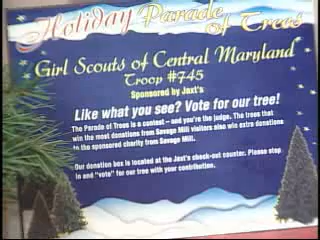 Holiday Parade of Trees
Girl Scouts of Central Maryland
Troop #745
Sponsored by Jaxt's
Like what you see? Vote for our tree!
The Parade of Trees is a contest – and you're the judge. The trees that
win the most donations from Savage Mill visitors also win extra donations
to the sponsored charity from Savage Mill.
Our donation box is located at the Jaxt's check-out counter. Please step
in and "vote" for our tree with your contribution.